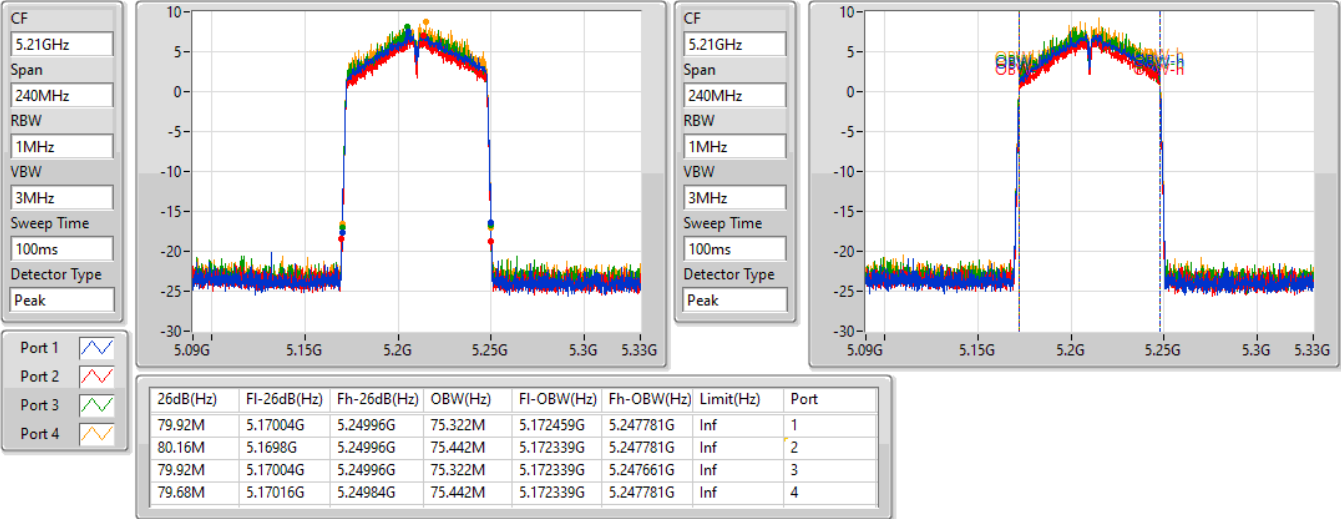 CF
5.21GHz
Span
240MHz
RBW
1MHz
VBW
3MHz
Sweep Time
100ms
Detector Type
Peak
10
5
0
-5
-10
-15
-20
-25
-30
5.09G 5.15G 5.2G 5.25G 5.3G 5.33G
CF
5.21GHz
Span
240MHz
RBW
1MHz
VBW
3MHz
Sweep Time
100ms
Detector Type
Peak
10
5
0
-5
-10
-15
-20
-25
-30
5.09G 5.15G 5.2G 5.25G 5.3G 5.33G
Port 1
Port 2
Port 3
Port 4
26dB(Hz) Fl-26dB(Hz) Fh-26dB(Hz) OBW(Hz) Fl-OBW(Hz) Fh-OBW(Hz) Limit(Hz) Port
79.92M 5.17004G 5.24996G 75.322M 5.172459G 5.247781G Inf 1
80.16M 5.1698G 5.24996G 75.442M 5.172339G 5.247781G Inf 2
79.92M 5.17004G 5.24996G 75.322M 5.172339G 5.247661G Inf 3
79.68M 5.17016G 5.24984G 75.442M 5.172339G 5.247781G Inf 4